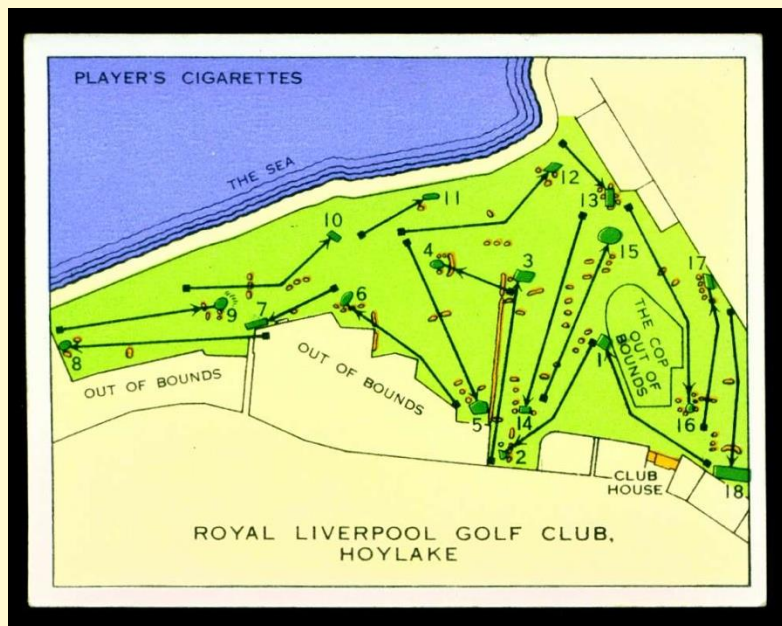 PLAYER'S CIGARETTES
THE SEA
12
13
11
10
15
4
3
17
6
9
7
THE COP
OUT OF
BOUNDS
1
8
OUT OF BOUNDS
OUT OF BOUNDS
5
14
16
2
CLUB
HOUSE
18
ROYAL LIVERPOOL GOLF CLUB,
HOYLAKE